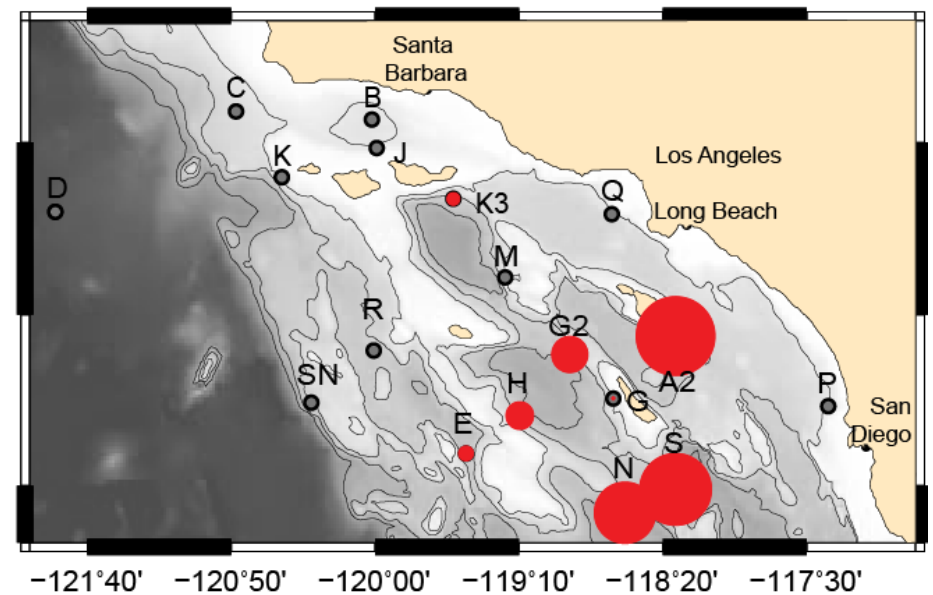 Santa
Barbara
C
B
J
K
Los Angeles
D
Q
K3
Long Beach
M
R
G2
SN
H
A2
P
G
San
Diego
E
S
N
−121°40' −120°50' −120°00' −119°10' −118°20' −117°30'